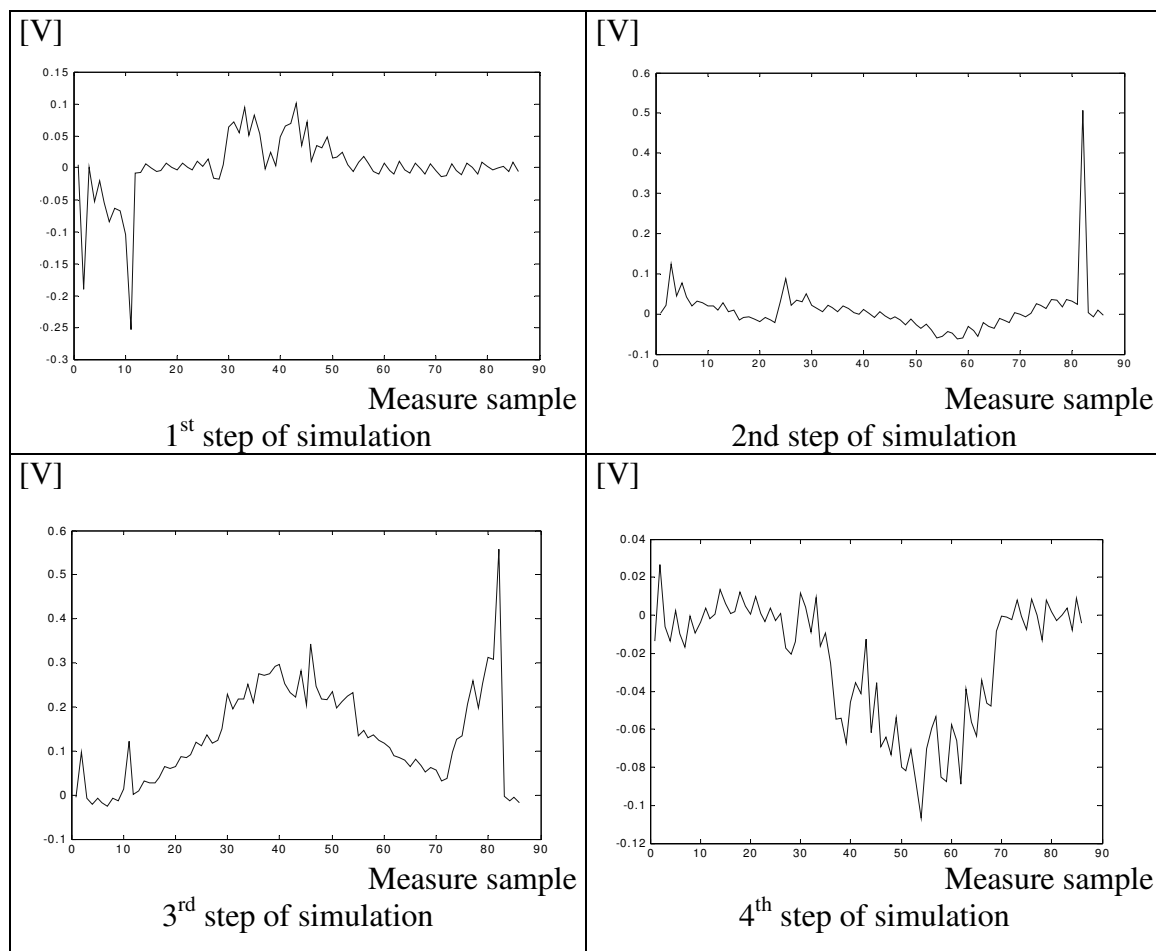 [V]
0.15
0.1
0.05
0
-0.05
-0.1
-0.15
-0.2
-0.25
-0.3
0 10 20 30 40 50 60 70 80 90
Measure sample
1st step of simulation
[V]
0.6
0.5
0.4
0.3
0.2
0.1
0
-0.1
0 10 20 30 40 50 60 70 80 90
Measure sample
2nd step of simulation
[V]
0.6
0.5
0.4
0.3
0.2
0.1
0
-0.1
0 10 20 30 40 50 60 70 80 90
Measure sample
3rd step of simulation
[V]
0.04
0.02
0
-0.02
-0.04
-0.06
-0.08
-0.1
-0.12
0 10 20 30 40 50 60 70 80 90
Measure sample
4th step of simulation